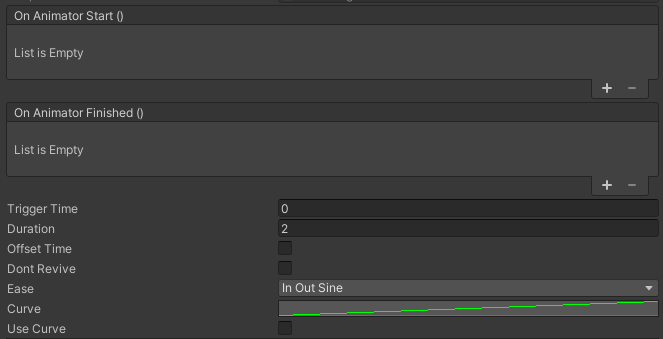 On Animator Start ()
List is Empty
+ −
On Animator Finished ()
List is Empty
+ −
Trigger Time 0
Duration 2
Offset Time
Dont Revive
Ease In Out Sine
Curve
Use Curve